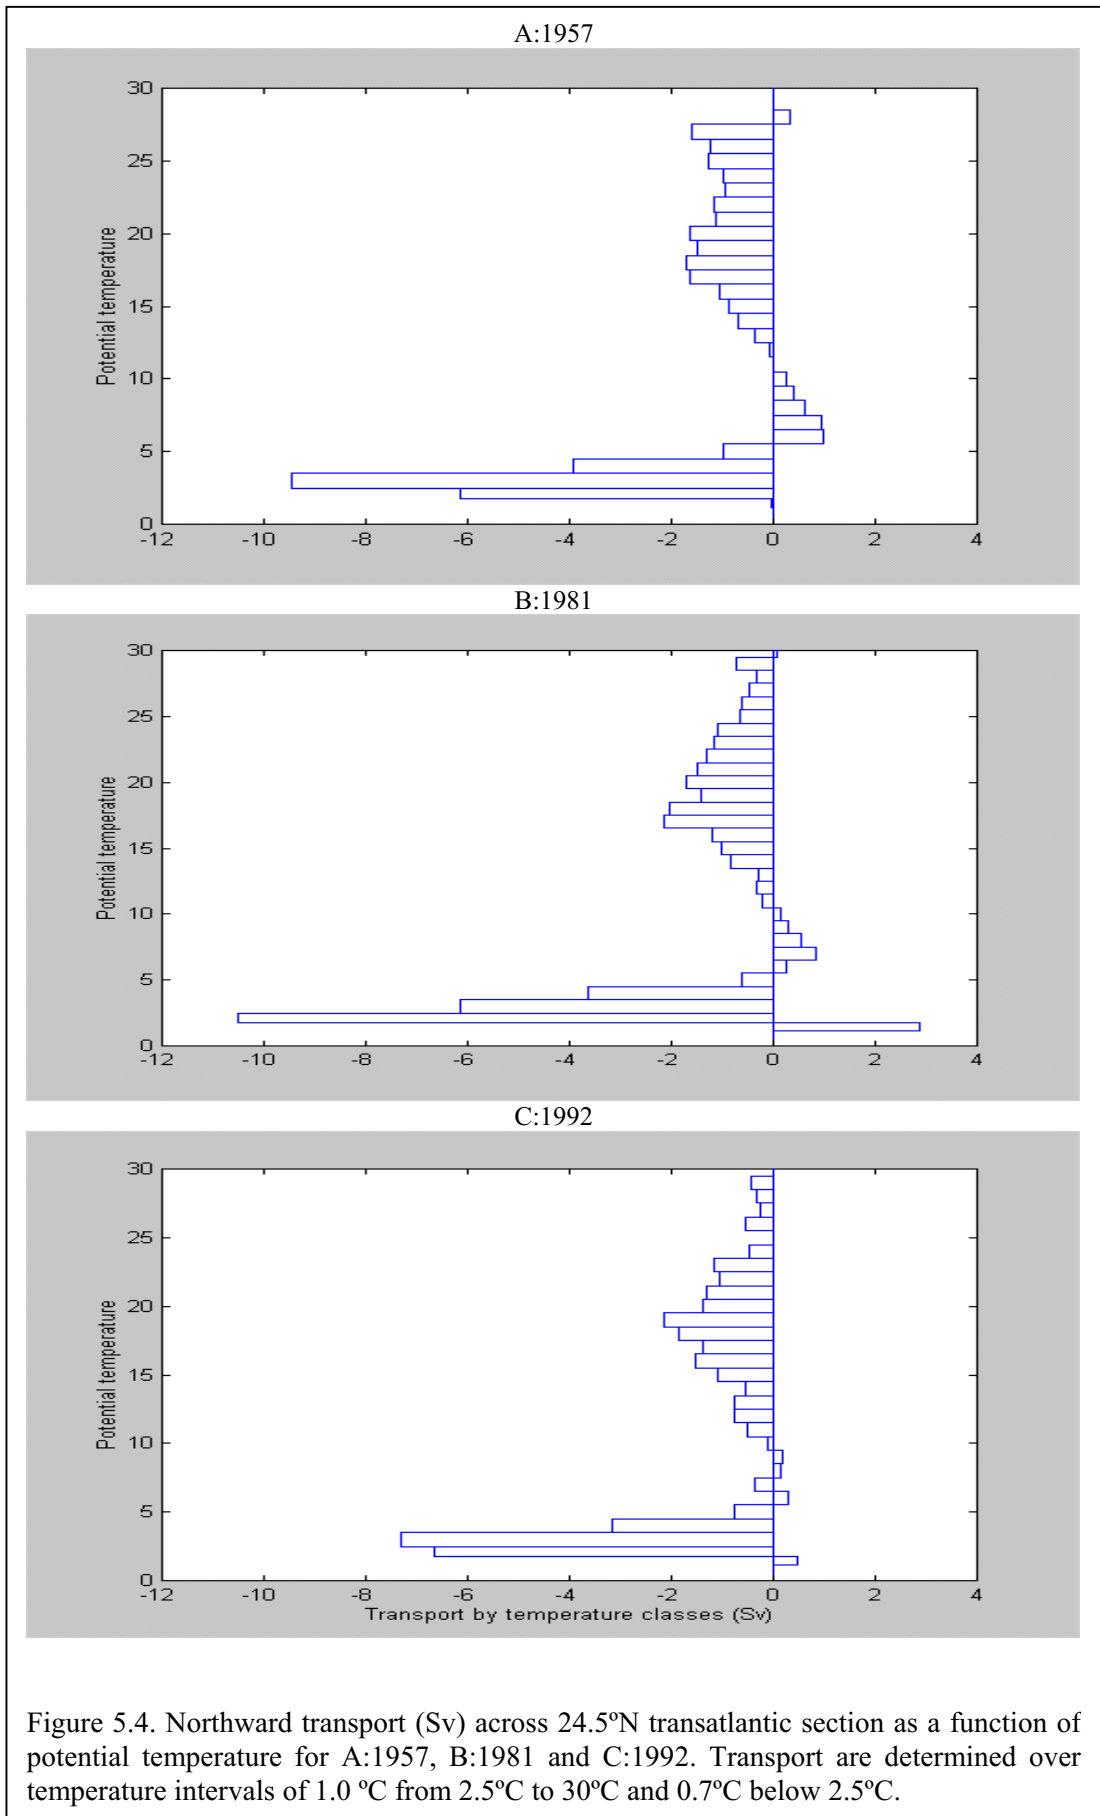 A:1957
30
25
20
15
10
5
0
Potential temperature
-12 -10 -8 -6 -4 -2 0 2 4
B:1981
30
25
20
15
10
5
0
Potential temperature
-12 -10 -8 -6 -4 -2 0 2 4
C:1992
30
25
20
15
10
5
0
Potential temperature
-12 -10 -8 -6 -4 -2 0 2 4
Transport by temperature classes (Sv)
Figure 5.4. Northward transport (Sv) across 24.5ºN transatlantic section as a function of
potential temperature for A:1957, B:1981 and C:1992. Transport are determined over
temperature intervals of 1.0 ºC from 2.5ºC to 30ºC and 0.7ºC below 2.5ºC.